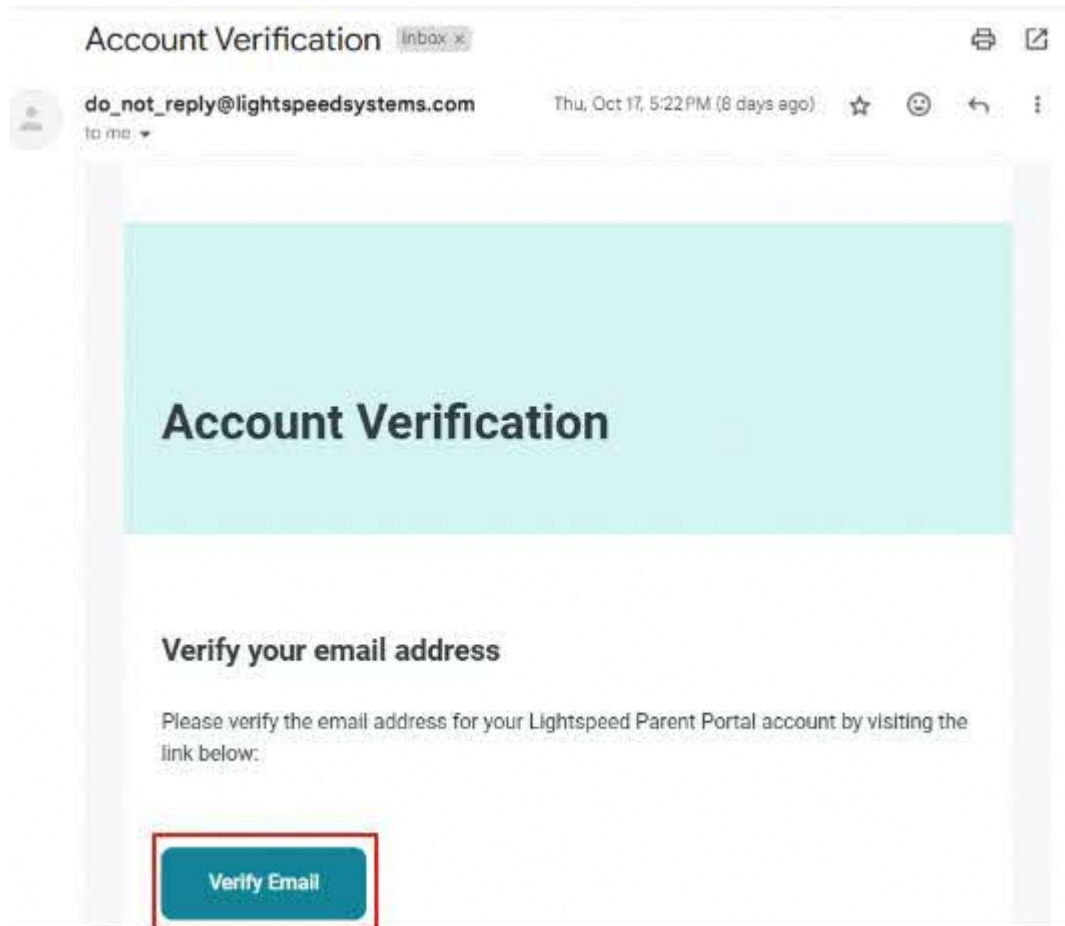 Account Verification Inbox ×
do_not_reply@lightspeedsystems.com Thu, Oct 17, 5:22 PM (8 days ago)
to me
Account Verification
Verify your email address
Please verify the email address for your Lightspeed Parent Portal account by visiting the
link below:
Verify Email